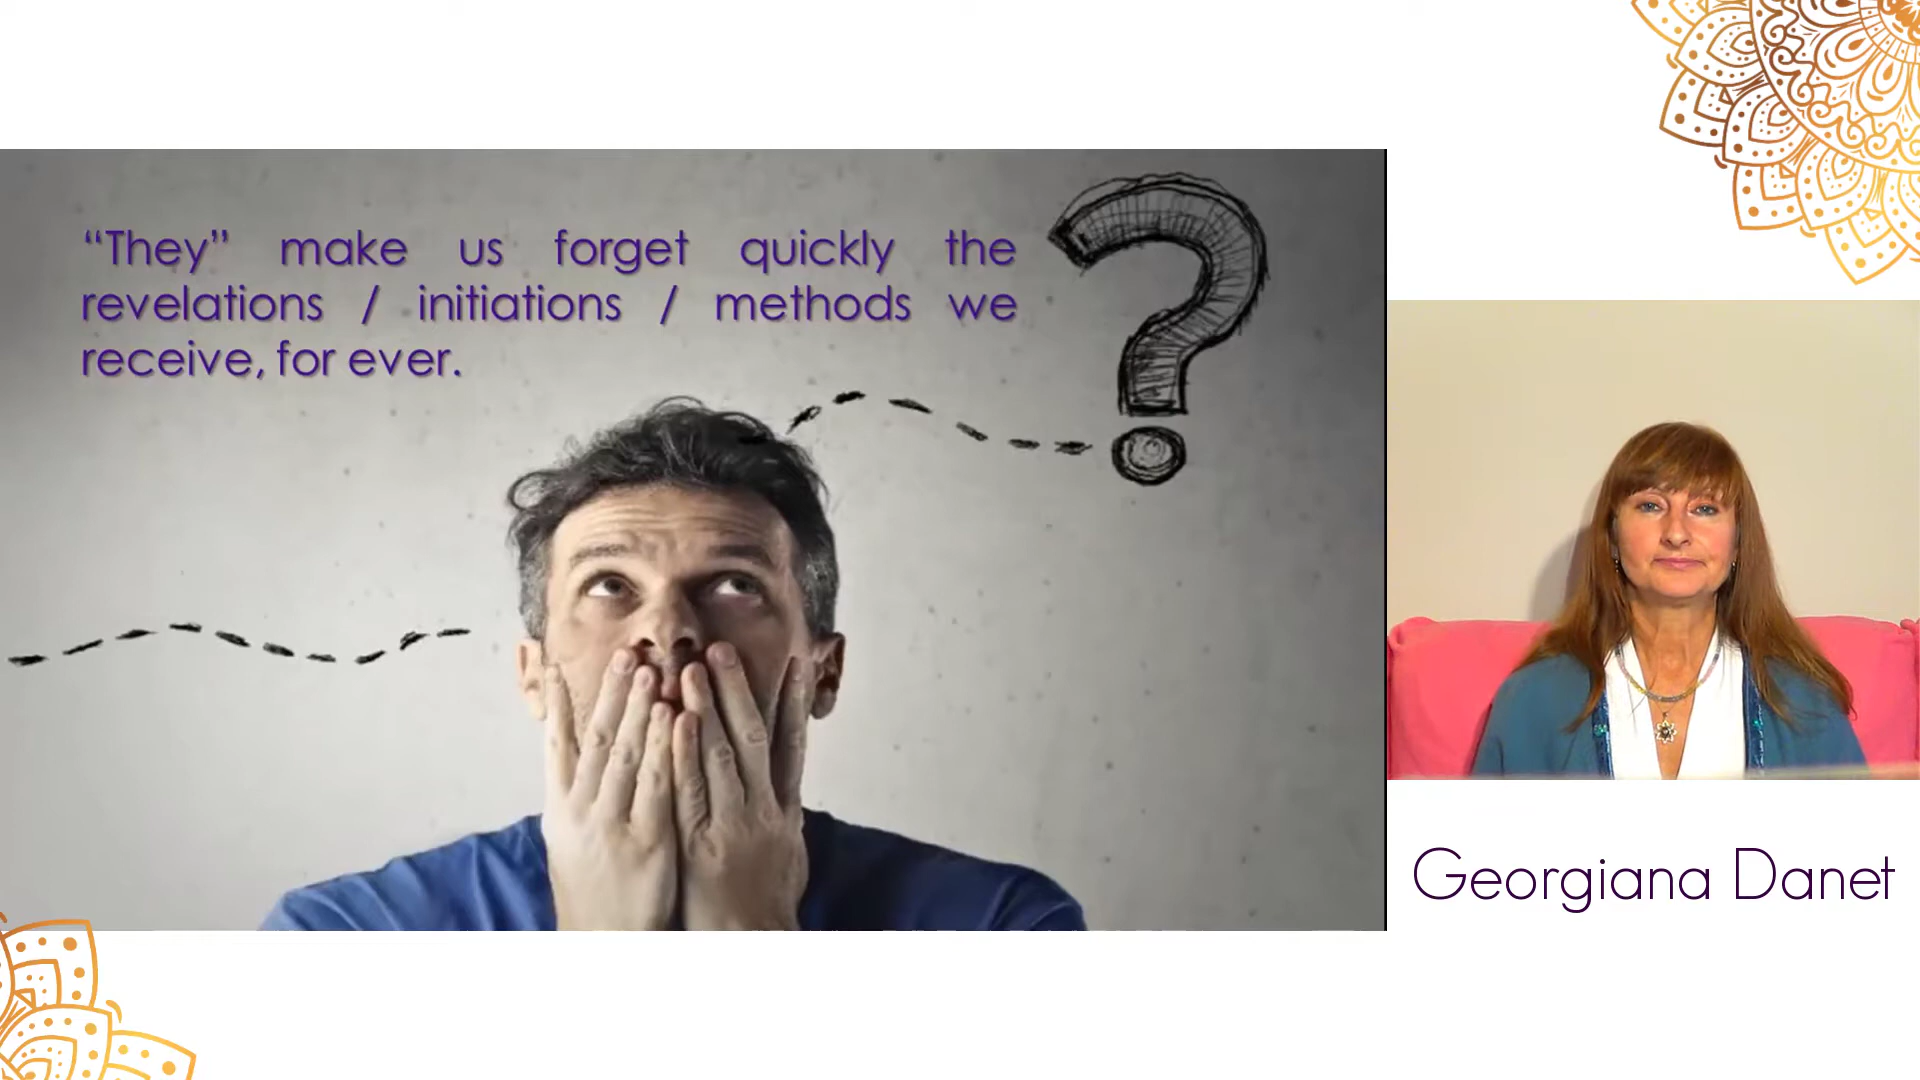 “They” make us forget quickly the
revelations / initiations / methods we
receive, for ever.
?
Georgiana Danet